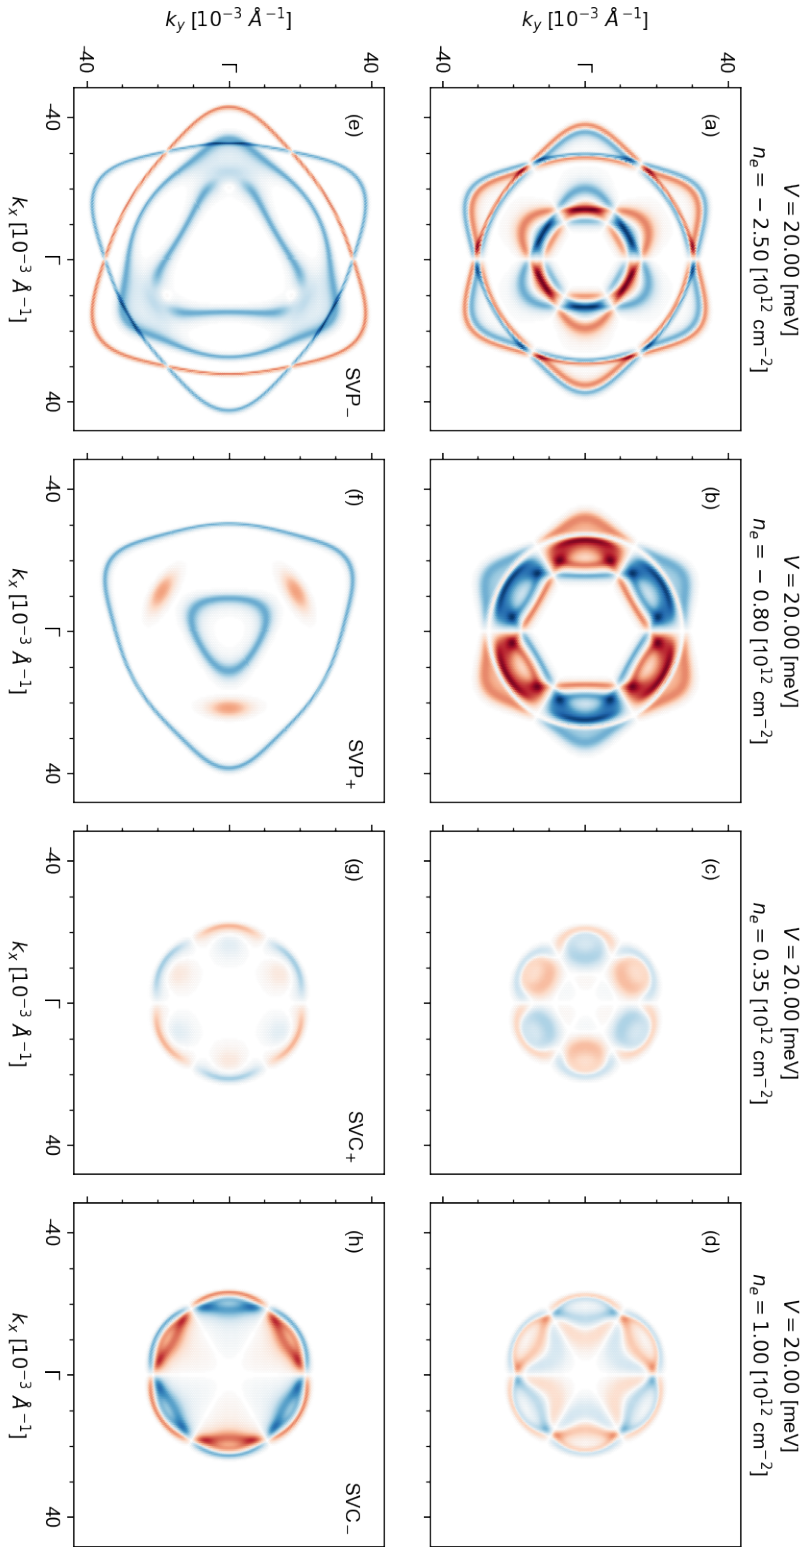 V = 20.00 [meV]
n_e = − 2.50 [10^12 cm^−2]
V = 20.00 [meV]
n_e = − 0.80 [10^12 cm^−2]
V = 20.00 [meV]
n_e = 0.35 [10^12 cm^−2]
V = 20.00 [meV]
n_e = 1.00 [10^12 cm^−2]
(a)
(b)
(c)
(d)
40
Γ
-40
k_y [10^−3 Å^−1]
(e)
SVP_−
(f)
SVP_+
(g)
SVC_+
(h)
SVC_−
40
Γ
-40
k_y [10^−3 Å^−1]
-40
Γ
40
-40
Γ
40
-40
Γ
40
-40
Γ
40
k_x [10^−3 Å^−1]
k_x [10^−3 Å^−1]
k_x [10^−3 Å^−1]
k_x [10^−3 Å^−1]